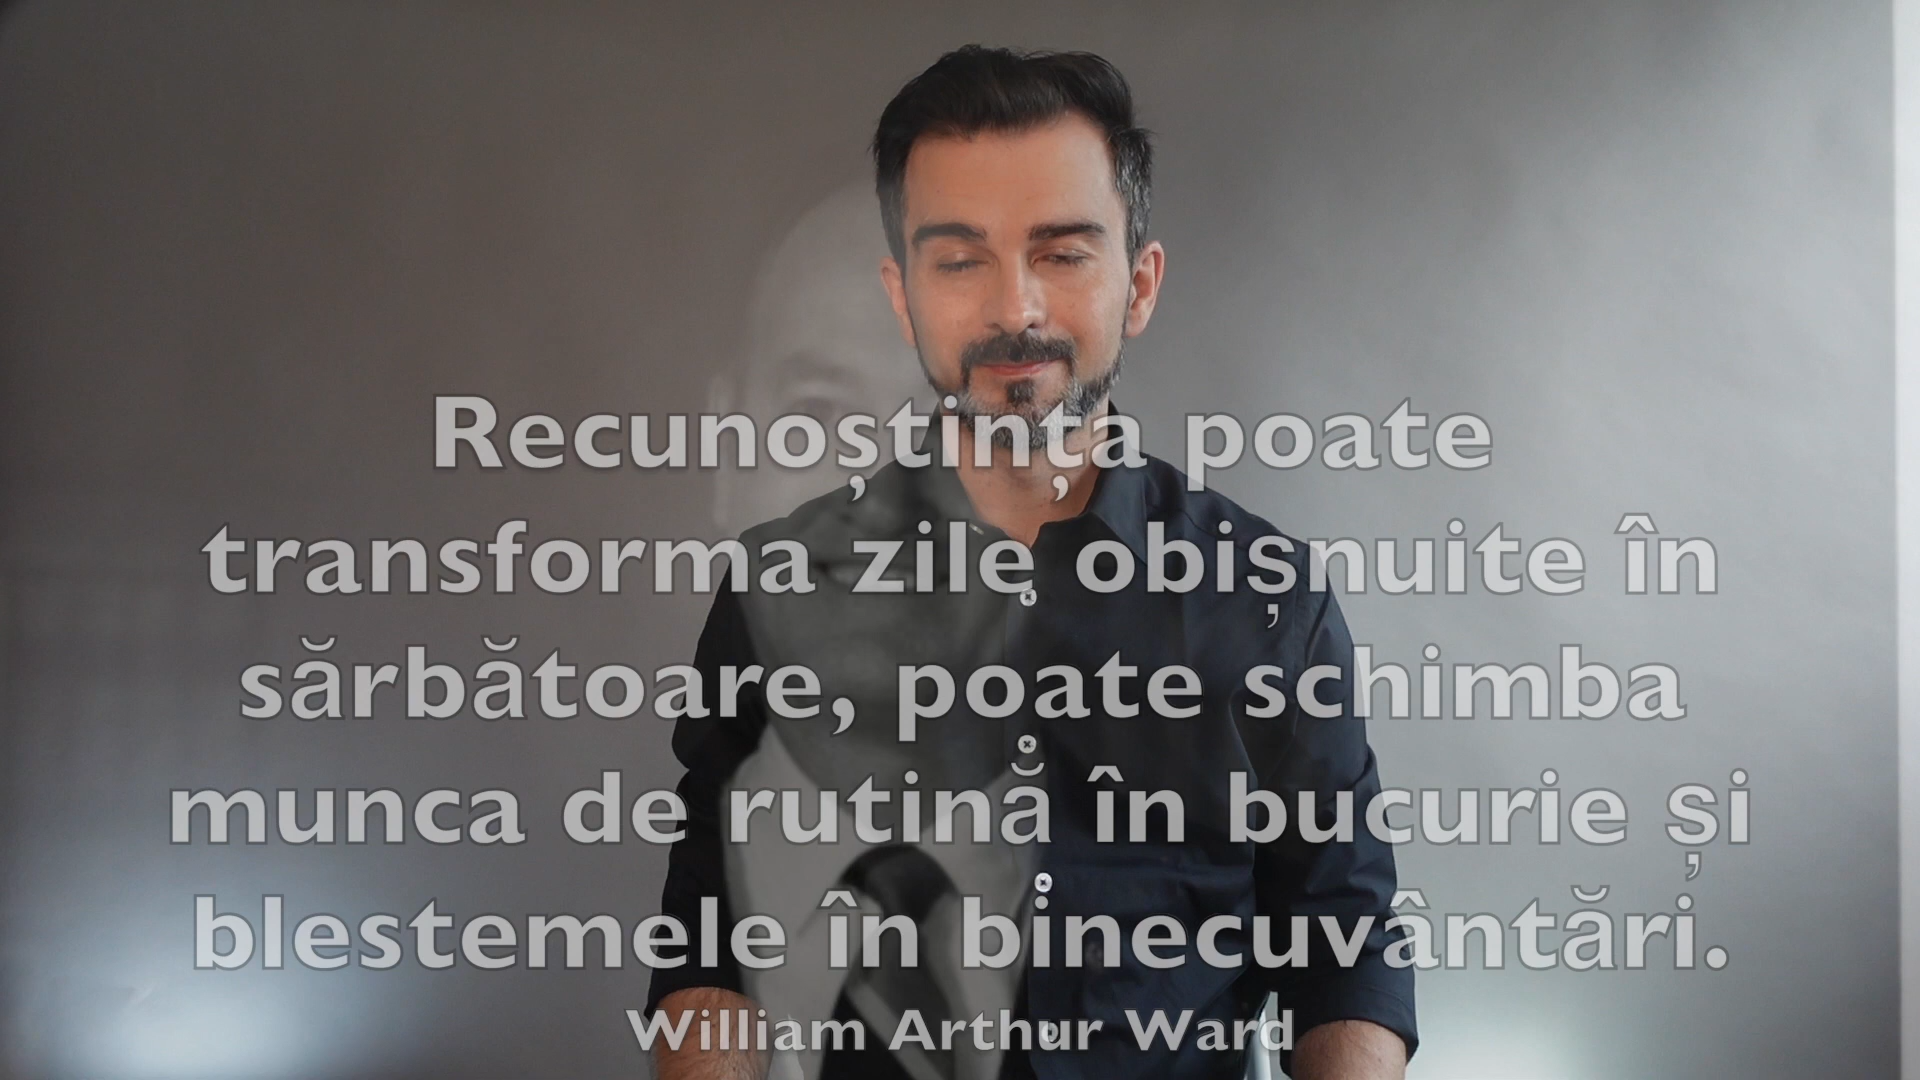 Recunoștința poate
transforma zile obișnuite în
sărbătoare, poate schimba
munca de rutină în bucurie și
blestemele în binecuvântări.
William Arthur Ward